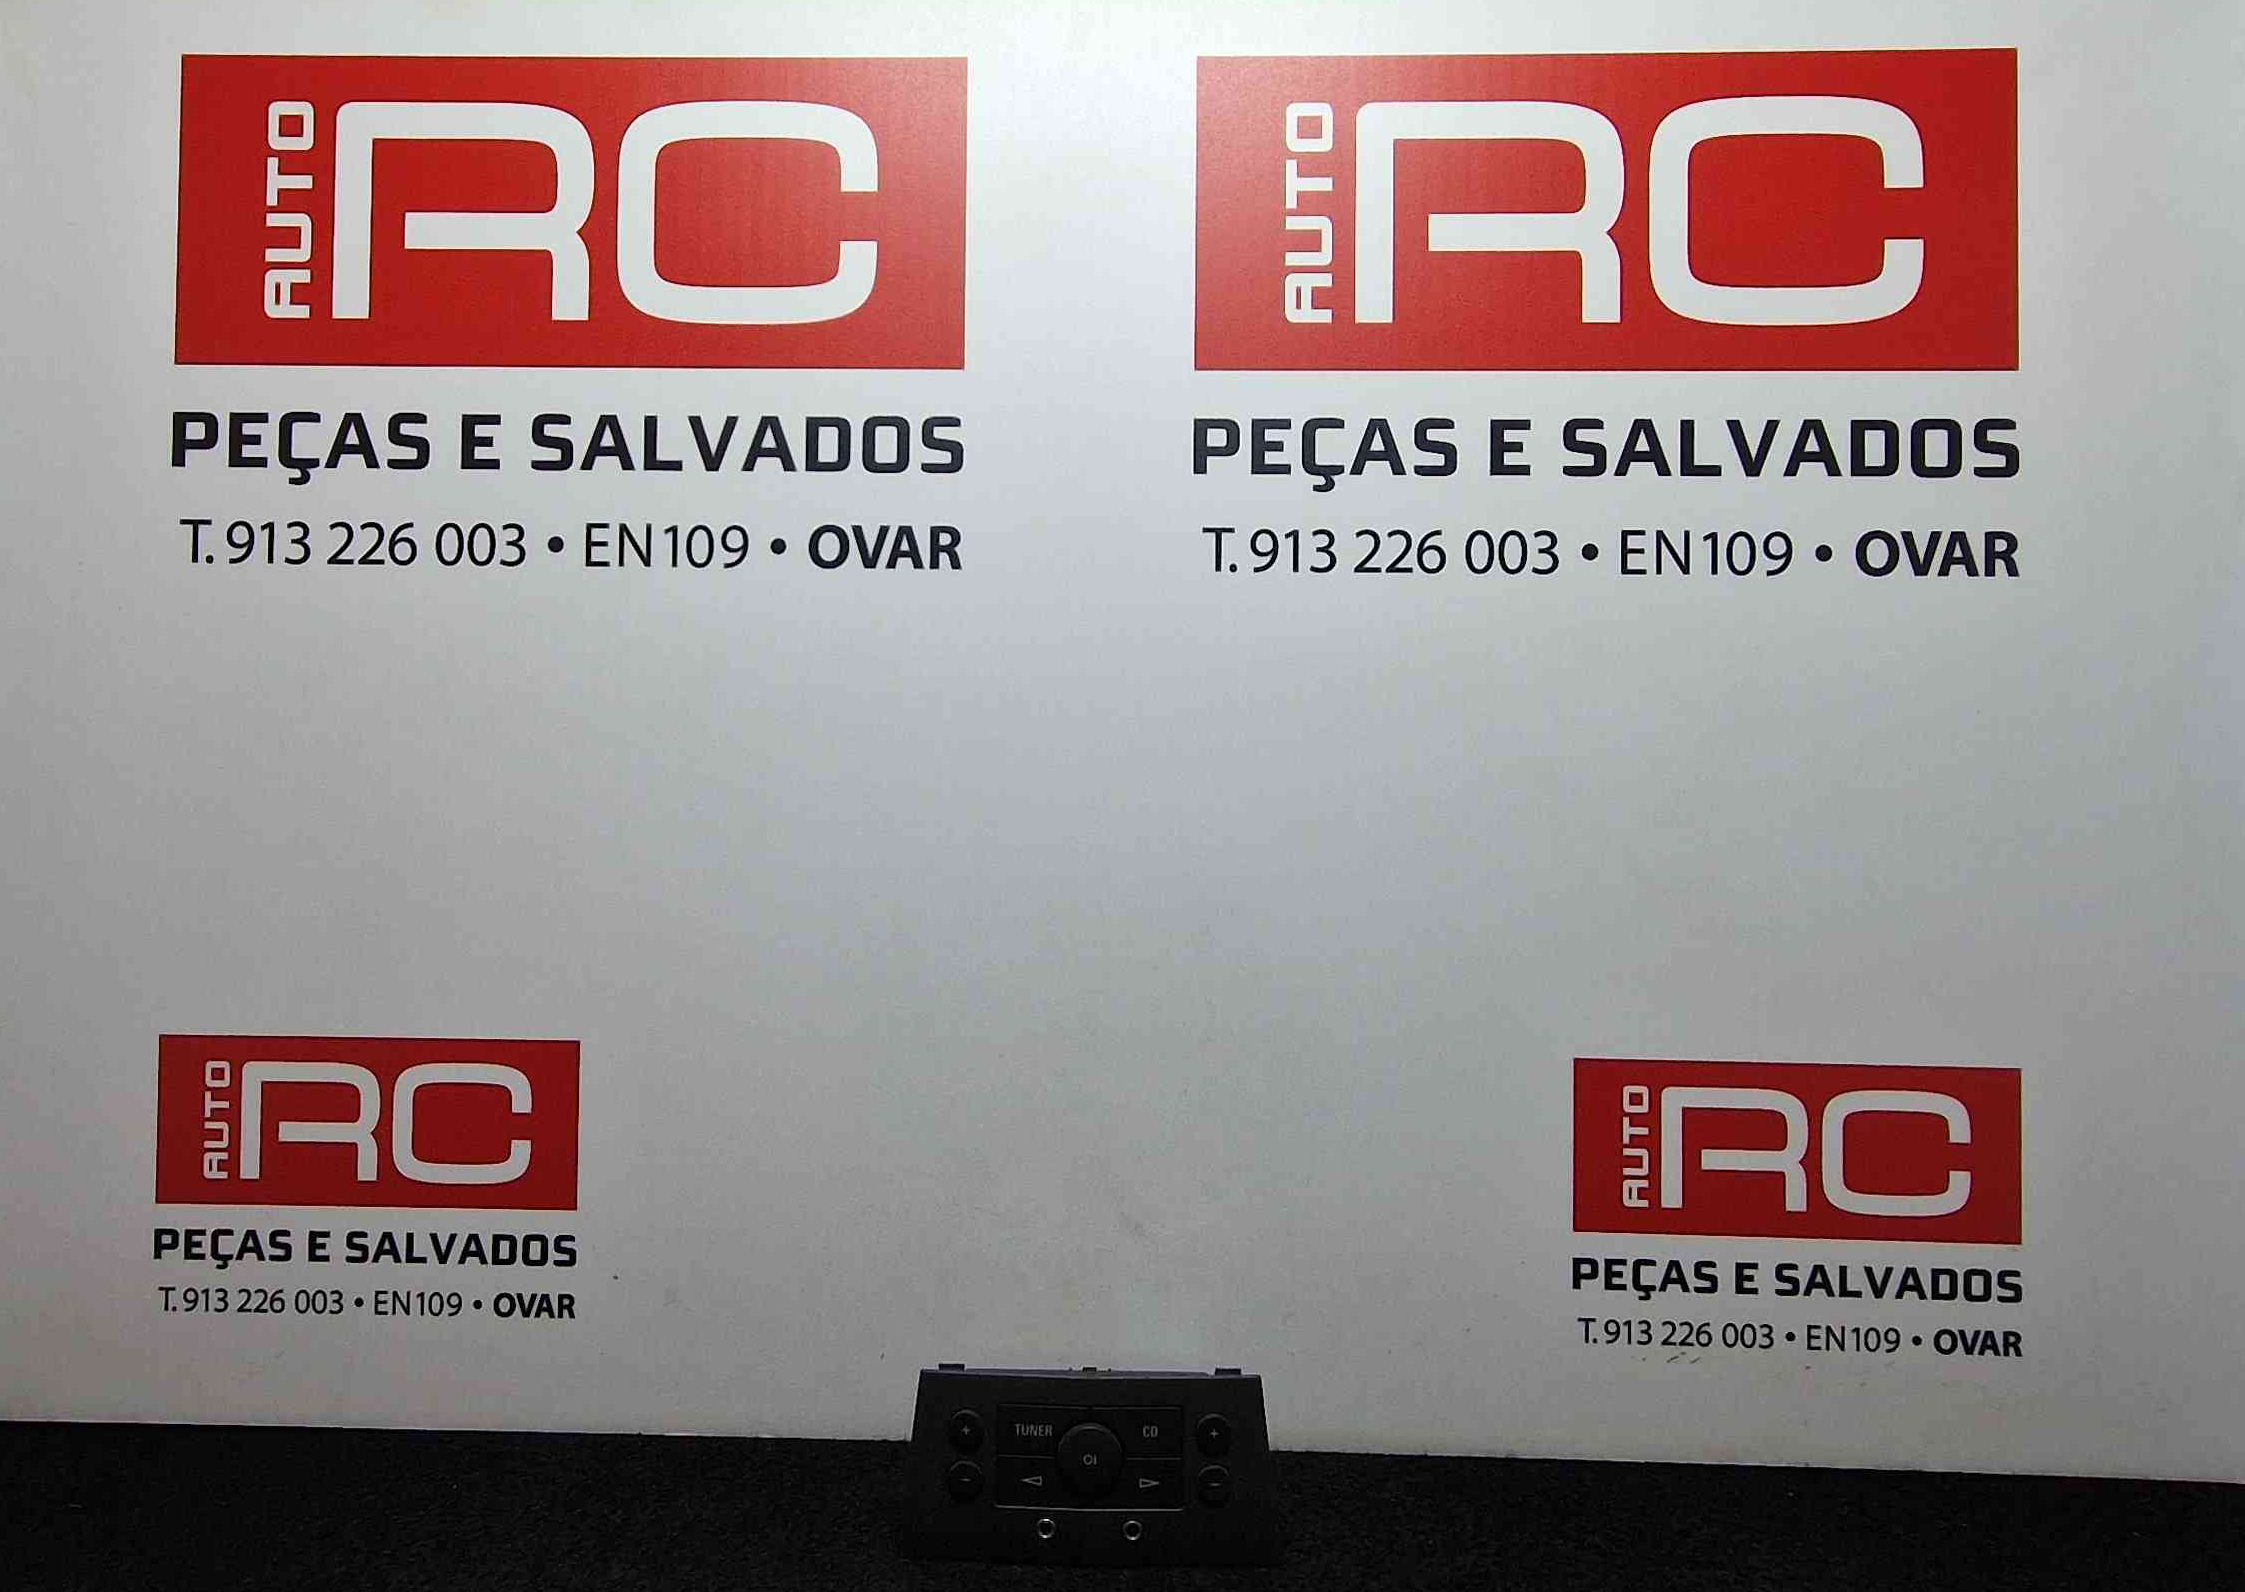 AUTO RC
PEÇAS E SALVADOS
T. 913 226 003 • EN109 • OVAR
AUTO RC
PEÇAS E SALVADOS
T. 913 226 003 • EN109 • OVAR
AUTO RC
PEÇAS E SALVADOS
T. 913 226 003 • EN109 • OVAR
AUTO RC
PEÇAS E SALVADOS
T. 913 226 003 • EN109 • OVAR
+ TUNER CD +
− −